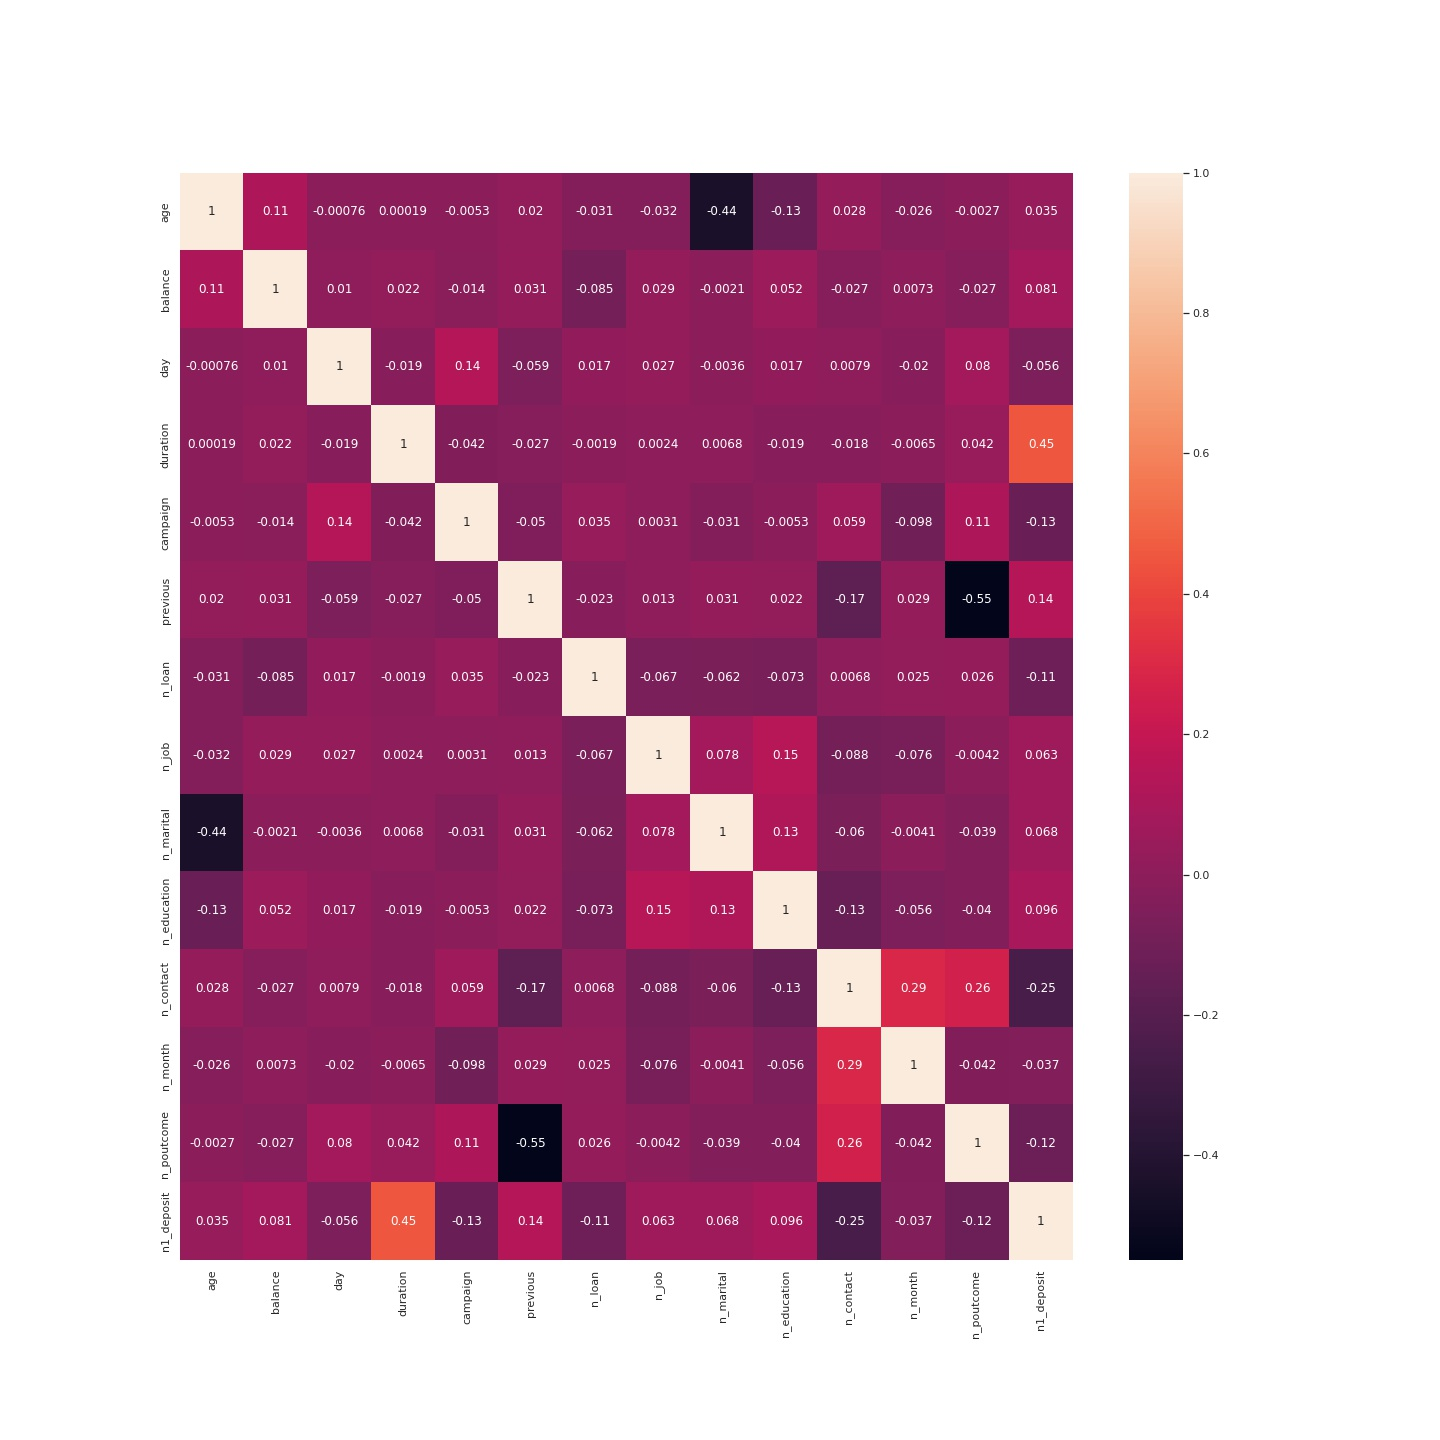 age 1 0.11 -0.00076 0.00019 -0.0053 0.02 -0.031 -0.032 -0.44 -0.13 0.028 -0.026 -0.0027 0.035
balance 0.11 1 0.01 0.022 -0.014 0.031 -0.085 0.029 -0.0021 0.052 -0.027 0.0073 -0.027 0.081
day -0.00076 0.01 1 -0.019 0.14 -0.059 0.017 0.027 -0.0036 0.017 0.0079 -0.02 0.08 -0.056
duration 0.00019 0.022 -0.019 1 -0.042 -0.027 -0.0019 0.0024 0.0068 -0.019 -0.018 -0.0065 0.042 0.45
campaign -0.0053 -0.014 0.14 -0.042 1 -0.05 0.035 0.0031 -0.031 -0.0053 0.059 -0.098 0.11 -0.13
previous 0.02 0.031 -0.059 -0.027 -0.05 1 -0.023 0.013 0.031 0.022 -0.17 0.029 -0.55 0.14
n_loan -0.031 -0.085 0.017 -0.0019 0.035 -0.023 1 -0.067 -0.062 -0.073 0.0068 0.025 0.026 -0.11
n_job -0.032 0.029 0.027 0.0024 0.0031 0.013 -0.067 1 0.078 0.15 -0.088 -0.076 -0.0042 0.063
n_marital -0.44 -0.0021 -0.0036 0.0068 -0.031 0.031 -0.062 0.078 1 0.13 -0.06 -0.0041 -0.039 0.068
n_education -0.13 0.052 0.017 -0.019 -0.0053 0.022 -0.073 0.15 0.13 1 -0.13 -0.056 -0.04 0.096
n_contact 0.028 -0.027 0.0079 -0.018 0.059 -0.17 0.0068 -0.088 -0.06 -0.13 1 0.29 0.26 -0.25
n_month -0.026 0.0073 -0.02 -0.0065 -0.098 0.029 0.025 -0.076 -0.0041 -0.056 0.29 1 -0.042 -0.037
n_poutcome -0.0027 -0.027 0.08 0.042 0.11 -0.55 0.026 -0.0042 -0.039 -0.04 0.26 -0.042 1 -0.12
n1_deposit 0.035 0.081 -0.056 0.45 -0.13 0.14 -0.11 0.063 0.068 0.096 -0.25 -0.037 -0.12 1
age balance day duration campaign previous n_loan n_job n_marital n_education n_contact n_month n_poutcome n1_deposit
1.0
0.8
0.6
0.4
0.2
0.0
−0.2
−0.4